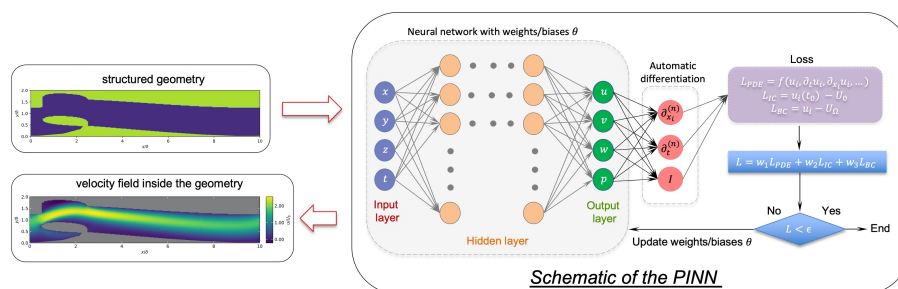 structured geometry
2.0
1.5
1.0
0.5
0.0
y/δ
0
2
4
6
8
10
x/δ
velocity field inside the geometry
2.0
1.5
1.0
0.5
0.0
y/δ
0
2
4
6
8
10
x/δ
2.00
1.00
0.00
Neural network with weights/biases θ
x
y
z
t
Input
layer
Hidden layer
u
v
w
p
Output
layer
Automatic
differentiation
∂xi(n)
∂t(n)
I
Loss
LPDE = f(ui, ∂tui, ∂xiui, …)
LIC = ui(t0) − U0
LBC = ui − UΩ
L = w1LPDE + w2LIC + w3LBC
No
Yes
L < ϵ
End
Update weights/biases θ
Schematic of the PINN